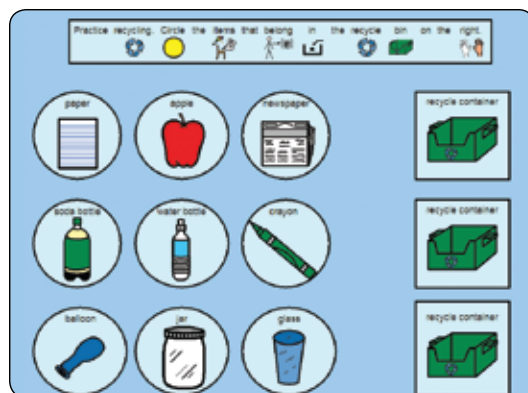 Practice recycling. Circle the items that belong in the recycle bin on the right.
paper apple newspaper recycle container
soda bottle water bottle crayon recycle container
balloon jar glass recycle container